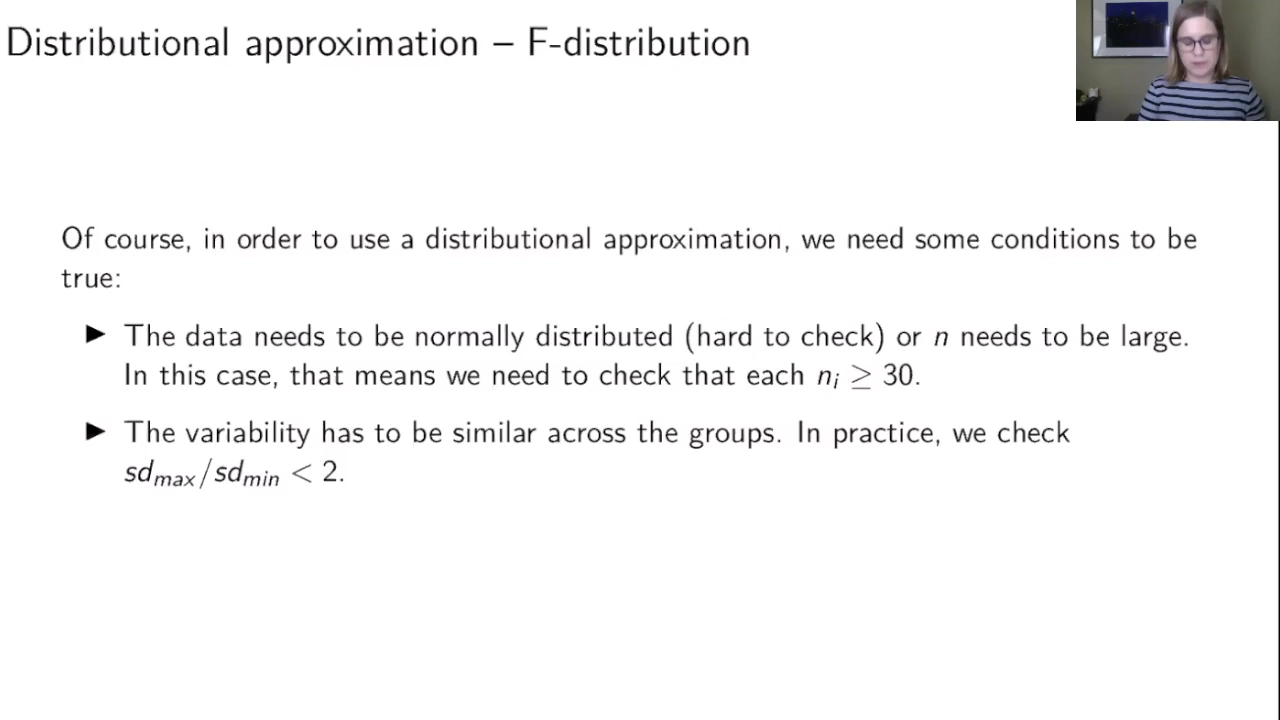 Distributional approximation – F-distribution
Of course, in order to use a distributional approximation, we need some conditions to be
true:
▶ The data needs to be normally distributed (hard to check) or n needs to be large.
In this case, that means we need to check that each nᵢ ≥ 30.
▶ The variability has to be similar across the groups. In practice, we check
sd_max/sd_min < 2.